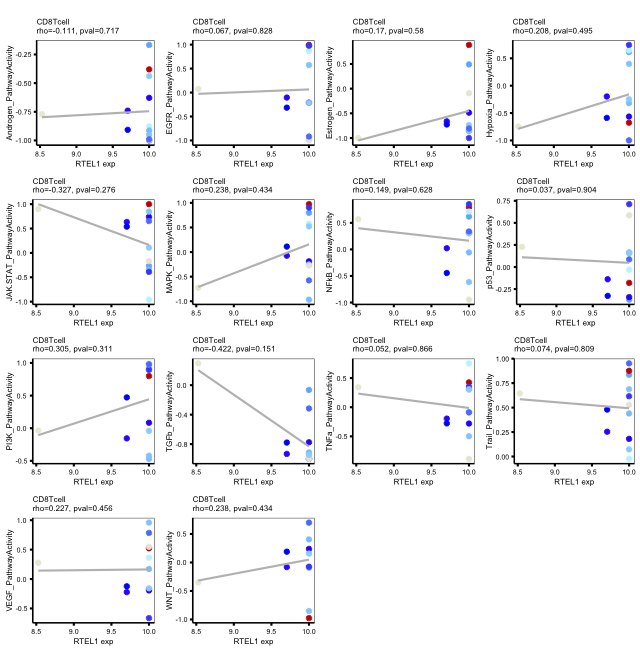 CD8Tcell
rho=-0.111, pval=0.717
Androgen_PathwayActivity
-0.25
-0.50
-0.75
-1.00
8.5 9.0 9.5 10.0
RTEL1 exp
CD8Tcell
rho=0.067, pval=0.828
EGFR_PathwayActivity
1.0
0.5
0.0
-0.5
-1.0
8.5 9.0 9.5 10.0
RTEL1 exp
CD8Tcell
rho=0.17, pval=0.58
Estrogen_PathwayActivity
0.5
0.0
-0.5
-1.0
8.5 9.0 9.5 10.0
RTEL1 exp
CD8Tcell
rho=0.208, pval=0.495
Hypoxia_PathwayActivity
0.5
0.0
-0.5
-1.0
8.5 9.0 9.5 10.0
RTEL1 exp
CD8Tcell
rho=-0.327, pval=0.276
JAK.STAT_PathwayActivity
1.0
0.5
0.0
-0.5
-1.0
8.5 9.0 9.5 10.0
RTEL1 exp
CD8Tcell
rho=0.238, pval=0.434
MAPK_PathwayActivity
1.0
0.5
0.0
-0.5
-1.0
8.5 9.0 9.5 10.0
RTEL1 exp
CD8Tcell
rho=0.149, pval=0.628
NFkB_PathwayActivity
0.5
0.0
-0.5
-1.0
8.5 9.0 9.5 10.0
RTEL1 exp
CD8Tcell
rho=0.037, pval=0.904
p53_PathwayActivity
0.75
0.50
0.25
0.00
-0.25
8.5 9.0 9.5 10.0
RTEL1 exp
CD8Tcell
rho=0.305, pval=0.311
PI3K_PathwayActivity
1.0
0.5
0.0
-0.5
8.5 9.0 9.5 10.0
RTEL1 exp
CD8Tcell
rho=-0.422, pval=0.151
TGFb_PathwayActivity
0.0
-0.4
-0.8
8.5 9.0 9.5 10.0
RTEL1 exp
CD8Tcell
rho=0.052, pval=0.866
TNFa_PathwayActivity
0.5
0.0
-0.5
8.5 9.0 9.5 10.0
RTEL1 exp
CD8Tcell
rho=0.074, pval=0.809
Trail_PathwayActivity
1.00
0.75
0.50
0.25
0.00
8.5 9.0 9.5 10.0
RTEL1 exp
CD8Tcell
rho=0.227, pval=0.456
VEGF_PathwayActivity
1.0
0.5
0.0
-0.5
8.5 9.0 9.5 10.0
RTEL1 exp
CD8Tcell
rho=0.238, pval=0.434
WNT_PathwayActivity
0.5
0.0
-0.5
-1.0
8.5 9.0 9.5 10.0
RTEL1 exp